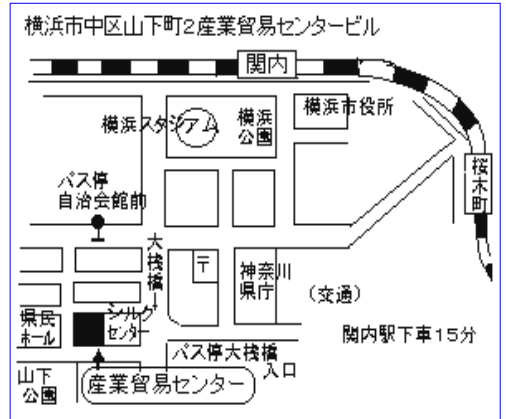 横浜市中区山下町2産業貿易センタービル
関内
横浜スタジアム
横浜
公園
横浜市役所
桜木町
バス停
自治会館前
大桟橋→
〒
神奈川
県庁
(交通)
関内駅下車15分
県民
ホール
シルク
センター
バス停大桟橋
入口
山下
公園
産業貿易センター